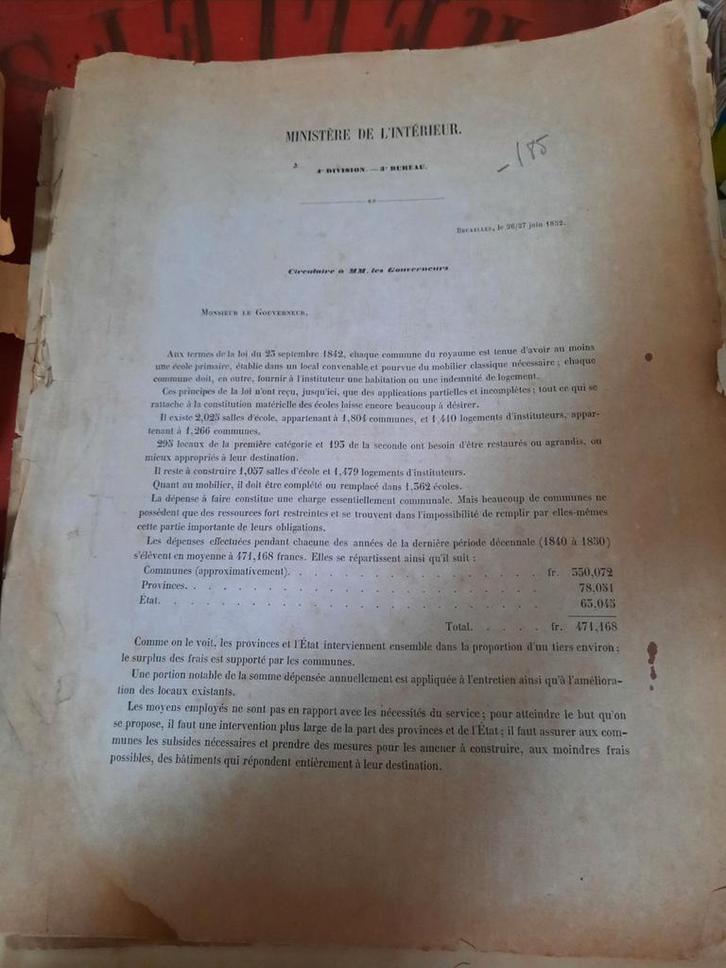 RELIEFS
MINISTÈRE DE L'INTÉRIEUR.
-185
4e DIVISION. — 3e BUREAU.
BRUXELLES, le 26/27 juin 1852.
Circulaire à MM. les Gouverneurs
MONSIEUR LE GOUVERNEUR,
Aux termes de la loi du 23 septembre 1842, chaque commune du royaume est tenue d'avoir au moins
une école primaire, établie dans un local convenable et pourvue du mobilier classique nécessaire ; chaque
commune doit, en outre, fournir à l'instituteur une habitation ou une indemnité de logement.
Ces principes de la loi n'ont reçu, jusqu'ici, que des applications partielles et incomplètes ; tout ce qui se
rattache à la constitution matérielle des écoles laisse encore beaucoup à désirer.
Il existe 2,025 salles d'école, appartenant à 1,804 communes, et 1,410 logements d'instituteurs, appar-
tenant à 1,266 communes.
295 locaux de la première catégorie et 193 de la seconde ont besoin d'être restaurés ou agrandis, ou
mieux appropriés à leur destination.
Il reste à construire 1,057 salles d'école et 1,479 logements d'instituteurs.
Quant au mobilier, il doit être complété ou remplacé dans 1,362 écoles.
La dépense à faire constitue une charge essentiellement communale. Mais beaucoup de communes ne
possèdent que des ressources fort restreintes et se trouvent dans l'impossibilité de remplir par elles-mêmes
cette partie importante de leurs obligations.
Les dépenses effectuées pendant chacune des années de la dernière période décennale (1840 à 1850)
s'élèvent en moyenne à 471,168 francs. Elles se répartissent ainsi qu'il suit :
Communes (approximativement). . . . . . . . . . . . fr. 330,072
Provinces. . . . . . . . . . . . . . . 78,051
État. . . . . . . . . . . . . . . . 63,045
Total. . . . . fr. 471,168
Comme on le voit, les provinces et l'État interviennent ensemble dans la proportion d'un tiers environ ;
le surplus des frais est supporté par les communes.
Une portion notable de la somme dépensée annuellement est appliquée à l'entretien ainsi qu'à l'améliora-
tion des locaux existants.
Les moyens employés ne sont pas en rapport avec les nécessités du service ; pour atteindre le but qu'on
se propose, il faut une intervention plus large de la part des provinces et de l'État ; il faut assurer aux com-
munes les subsides nécessaires et prendre des mesures pour les amener à construire, aux moindres frais
possibles, des bâtiments qui répondent entièrement à leur destination.